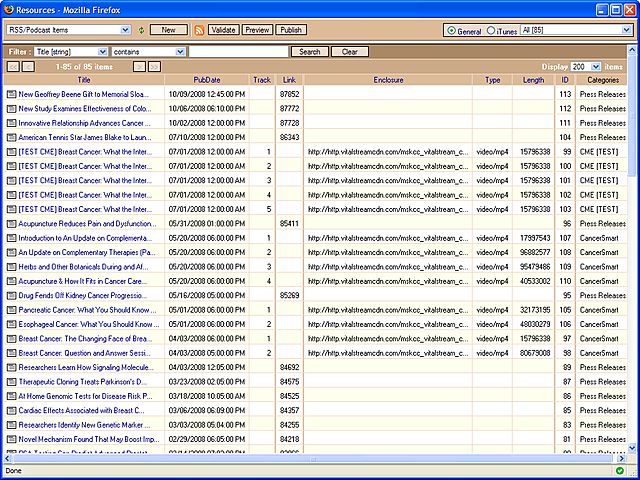 Resources - Mozilla Firefox
RSS/Podcast Items New Validate Preview Publish General iTunes All [85]
Filter : Title [string] contains Search Clear
<< < 1-85 of 85 items > >> Display 200 items
Title PubDate Track Link Enclosure Type Length ID Categories
New Geoffrey Beene Gift to Memorial Sloa... 10/09/2008 12:45:00 PM 87852 113 Press Releases
New Study Examines Effectiveness of Colo... 10/06/2008 06:10:00 PM 87772 112 Press Releases
Innovative Relationship Advances Cancer ... 10/02/2008 12:00:00 PM 87728 111 Press Releases
American Tennis Star James Blake to Laun... 07/10/2008 12:00:00 PM 86343 104 Press Releases
[TEST CME] Breast Cancer: What the Inter... 07/01/2008 12:00:00 AM 1 http://http.vitalstreamcdn.com/mskcc_vitalstream_c... video/mp4 15796338 99 CME [TEST]
[TEST CME] Breast Cancer: What the Inter... 07/01/2008 12:00:00 AM 2 http://http.vitalstreamcdn.com/mskcc_vitalstream_c... video/mp4 15796338 100 CME [TEST]
[TEST CME] Breast Cancer: What the Inter... 07/01/2008 12:00:00 AM 3 http://http.vitalstreamcdn.com/mskcc_vitalstream_c... video/mp4 15796338 101 CME [TEST]
[TEST CME] Breast Cancer: What the Inter... 07/01/2008 12:00:00 AM 4 http://http.vitalstreamcdn.com/mskcc_vitalstream_c... video/mp4 15796338 102 CME [TEST]
[TEST CME] Breast Cancer: What the Inter... 07/01/2008 12:00:00 AM 5 http://http.vitalstreamcdn.com/mskcc_vitalstream_c... video/mp4 15796338 103 CME [TEST]
Acupuncture Reduces Pain and Dysfunction... 05/31/2008 01:00:00 PM 85411 96 Press Releases
Introduction to An Update on Complementa... 05/20/2008 06:00:00 PM 1 http://http.vitalstreamcdn.com/mskcc_vitalstream_c... video/mp4 17997543 107 CancerSmart
An Update on Complementary Therapies (Pa... 05/20/2008 06:00:00 PM 2 http://http.vitalstreamcdn.com/mskcc_vitalstream_c... video/mp4 96882577 108 CancerSmart
Herbs and Other Botanicals During and Af... 05/20/2008 06:00:00 PM 3 http://http.vitalstreamcdn.com/mskcc_vitalstream_c... video/mp4 95479486 109 CancerSmart
Acupuncture & How It Fits in Cancer Care... 05/20/2008 06:00:00 PM 4 http://http.vitalstreamcdn.com/mskcc_vitalstream_c... video/mp4 40533002 110 CancerSmart
Drug Fends Off Kidney Cancer Progressio... 05/16/2008 05:00:00 AM 85269 95 Press Releases
Pancreatic Cancer: What You Should Know ... 05/01/2008 06:00:00 PM 1 http://http.vitalstreamcdn.com/mskcc_vitalstream_c... video/mp4 32173195 105 CancerSmart
Esophageal Cancer: What You Should Know ... 05/01/2008 06:00:00 PM 2 http://http.vitalstreamcdn.com/mskcc_vitalstream_c... video/mp4 48030279 106 CancerSmart
Breast Cancer: The Changing Face of Brea... 04/03/2008 06:00:00 PM 1 http://http.vitalstreamcdn.com/mskcc_vitalstream_c... video/mp4 15796338 97 CancerSmart
Breast Cancer: Question and Answer Sessi... 04/03/2008 06:00:00 PM 2 http://http.vitalstreamcdn.com/mskcc_vitalstream_c... video/mp4 80679008 98 CancerSmart
Researchers Learn How Signaling Molecule... 04/03/2008 12:05:00 PM 84692 89 Press Releases
Therapeutic Cloning Treats Parkinson's D... 03/23/2008 02:05:00 PM 84575 87 Press Releases
At Home Genomic Tests for Disease Risk P... 03/18/2008 10:05:00 AM 84525 86 Press Releases
Cardiac Effects Associated with Breast C... 03/06/2008 06:09:00 PM 84357 85 Press Releases
Researchers Identify New Genetic Marker ... 03/03/2008 05:04:00 PM 84255 83 Press Releases
Novel Mechanism Found That May Boost Imp... 02/29/2008 06:05:00 PM 84218 81 Press Releases
Done